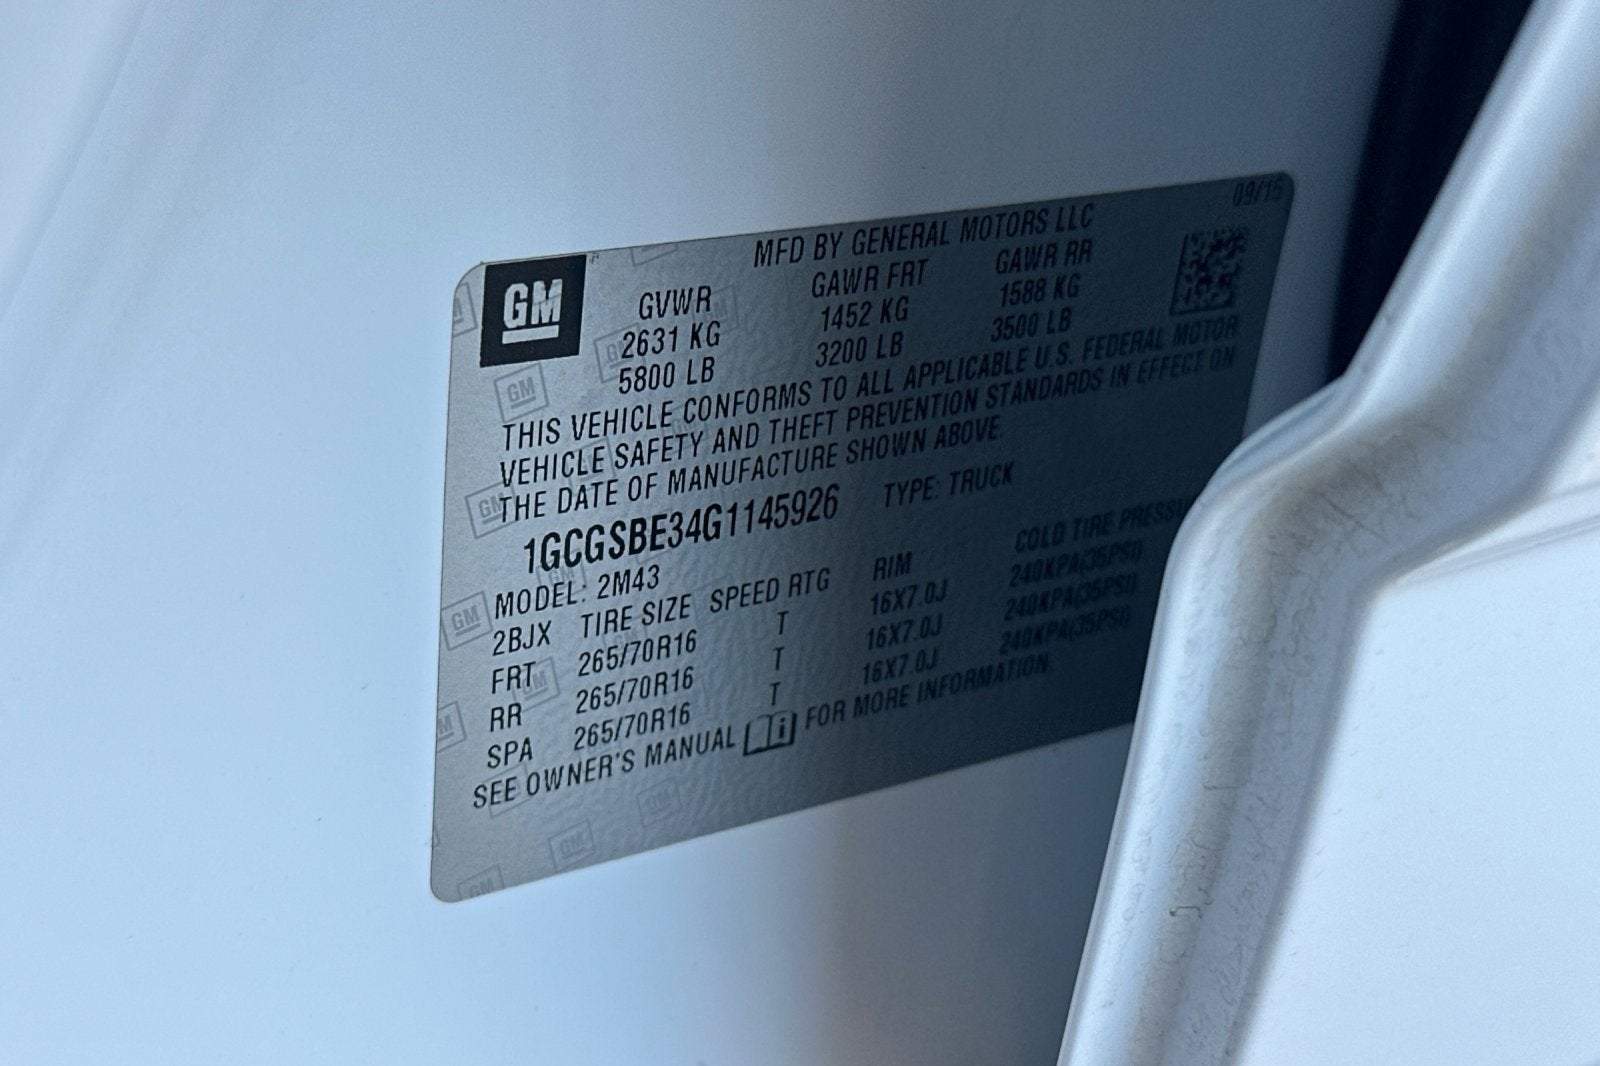 09/15
MFD BY GENERAL MOTORS LLC
GM
GVWR GAWR FRT GAWR RR
2631 KG 1452 KG 1588 KG
5800 LB 3200 LB 3500 LB
THIS VEHICLE CONFORMS TO ALL APPLICABLE U.S. FEDERAL MOTOR
VEHICLE SAFETY AND THEFT PREVENTION STANDARDS IN EFFECT ON
THE DATE OF MANUFACTURE SHOWN ABOVE.
1GCGSBE34G1145926 TYPE: TRUCK
MODEL: 2M43
2BJX TIRE SIZE SPEED RTG RIM COLD TIRE
FRT 265/70R16 T 16X7.0J 240KPA(35PSI)
RR 265/70R16 T 16X7.0J 240KPA(35PSI)
SPA 265/70R16 T 16X7.0J 240KPA(35PSI)
SEE OWNER'S MANUAL FOR MORE INFORMATION.